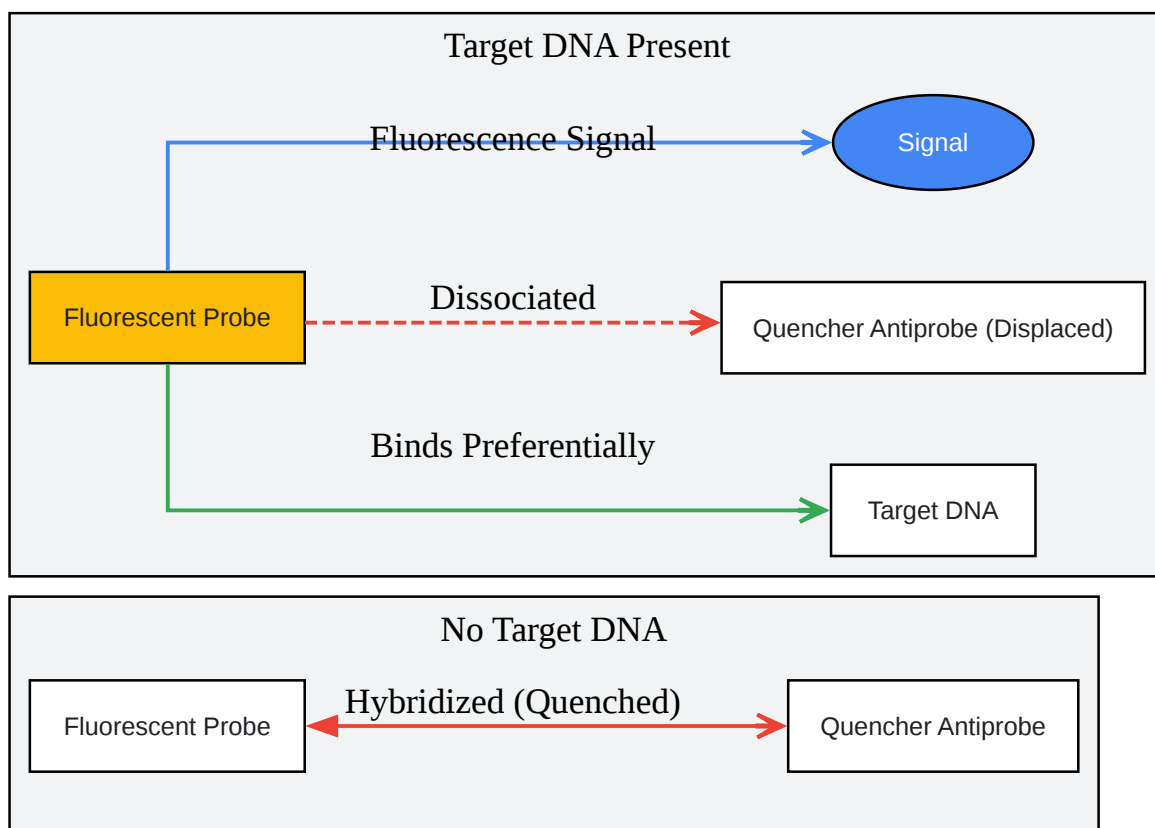 Target DNA Present
Fluorescence Signal
Signal
Dissociated
Fluorescent Probe
Quencher Antiprobe (Displaced)
Binds Preferentially
Target DNA
No Target DNA
Hybridized (Quenched)
Fluorescent Probe
Quencher Antiprobe